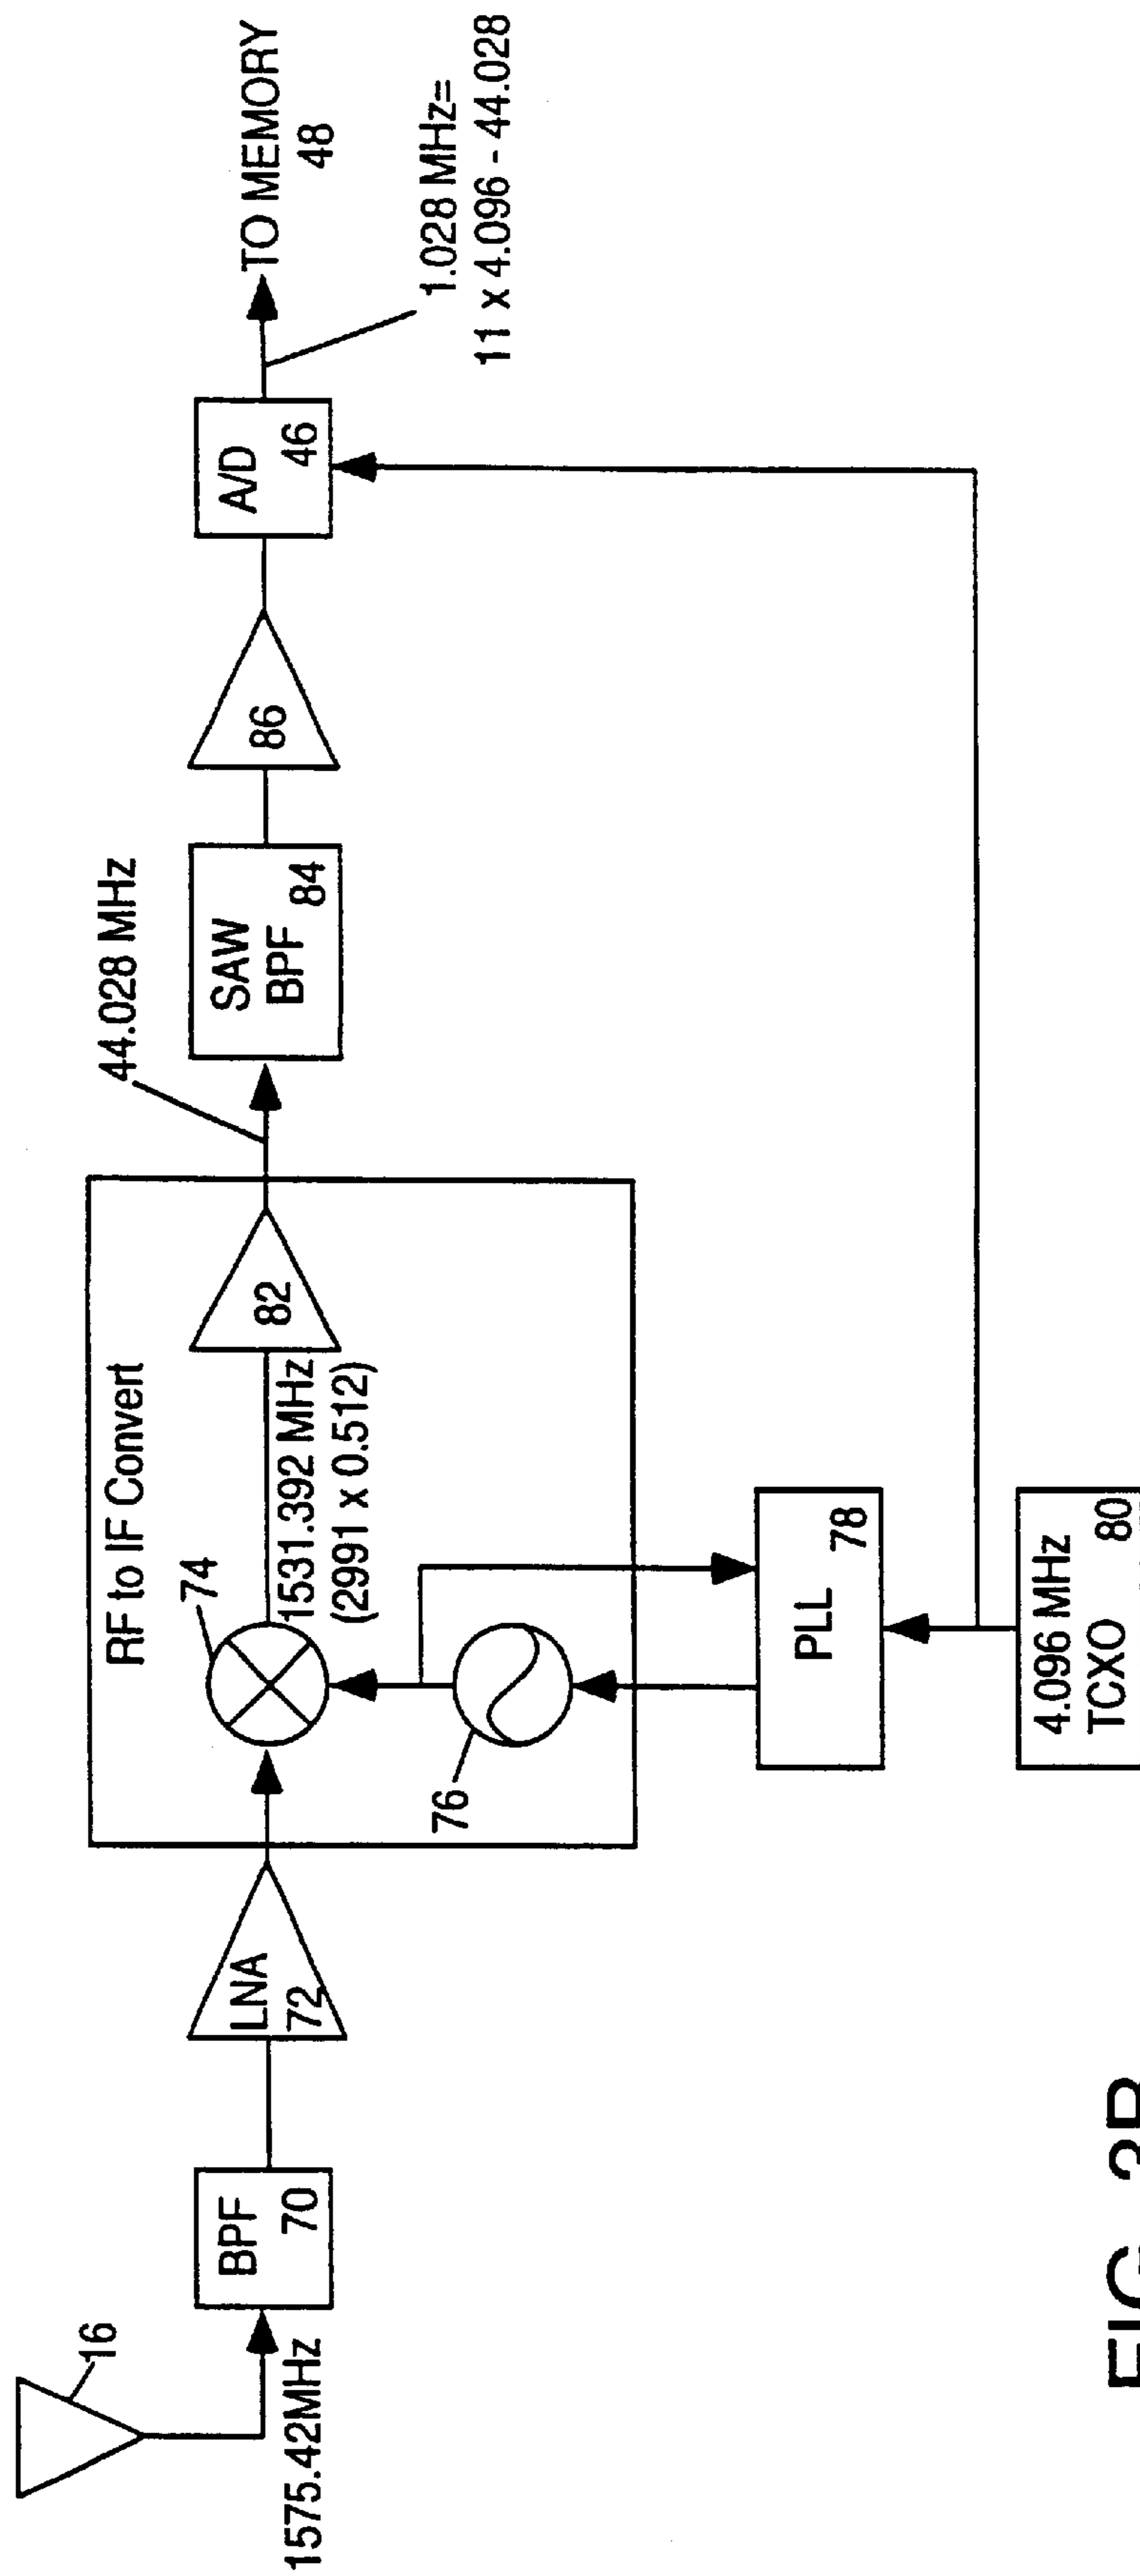 16
1575.42MHz
BPF
70
LNA
72
RF to IF Convert
74
76
1531.392 MHz
(2991 x 0.512)
82
44.028 MHz
SAW
BPF
84
86
A/D
46
TO MEMORY
48
1.028 MHz=
11 x 4.096 - 44.028
PLL
78
4.096 MHz
TCXO
80
FIG. 3B